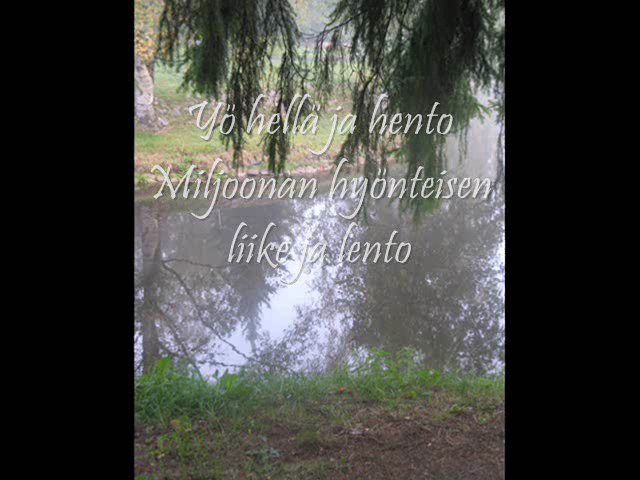 Yö hellä ja hento
Miljoonan hyönteisen
liike ja lento